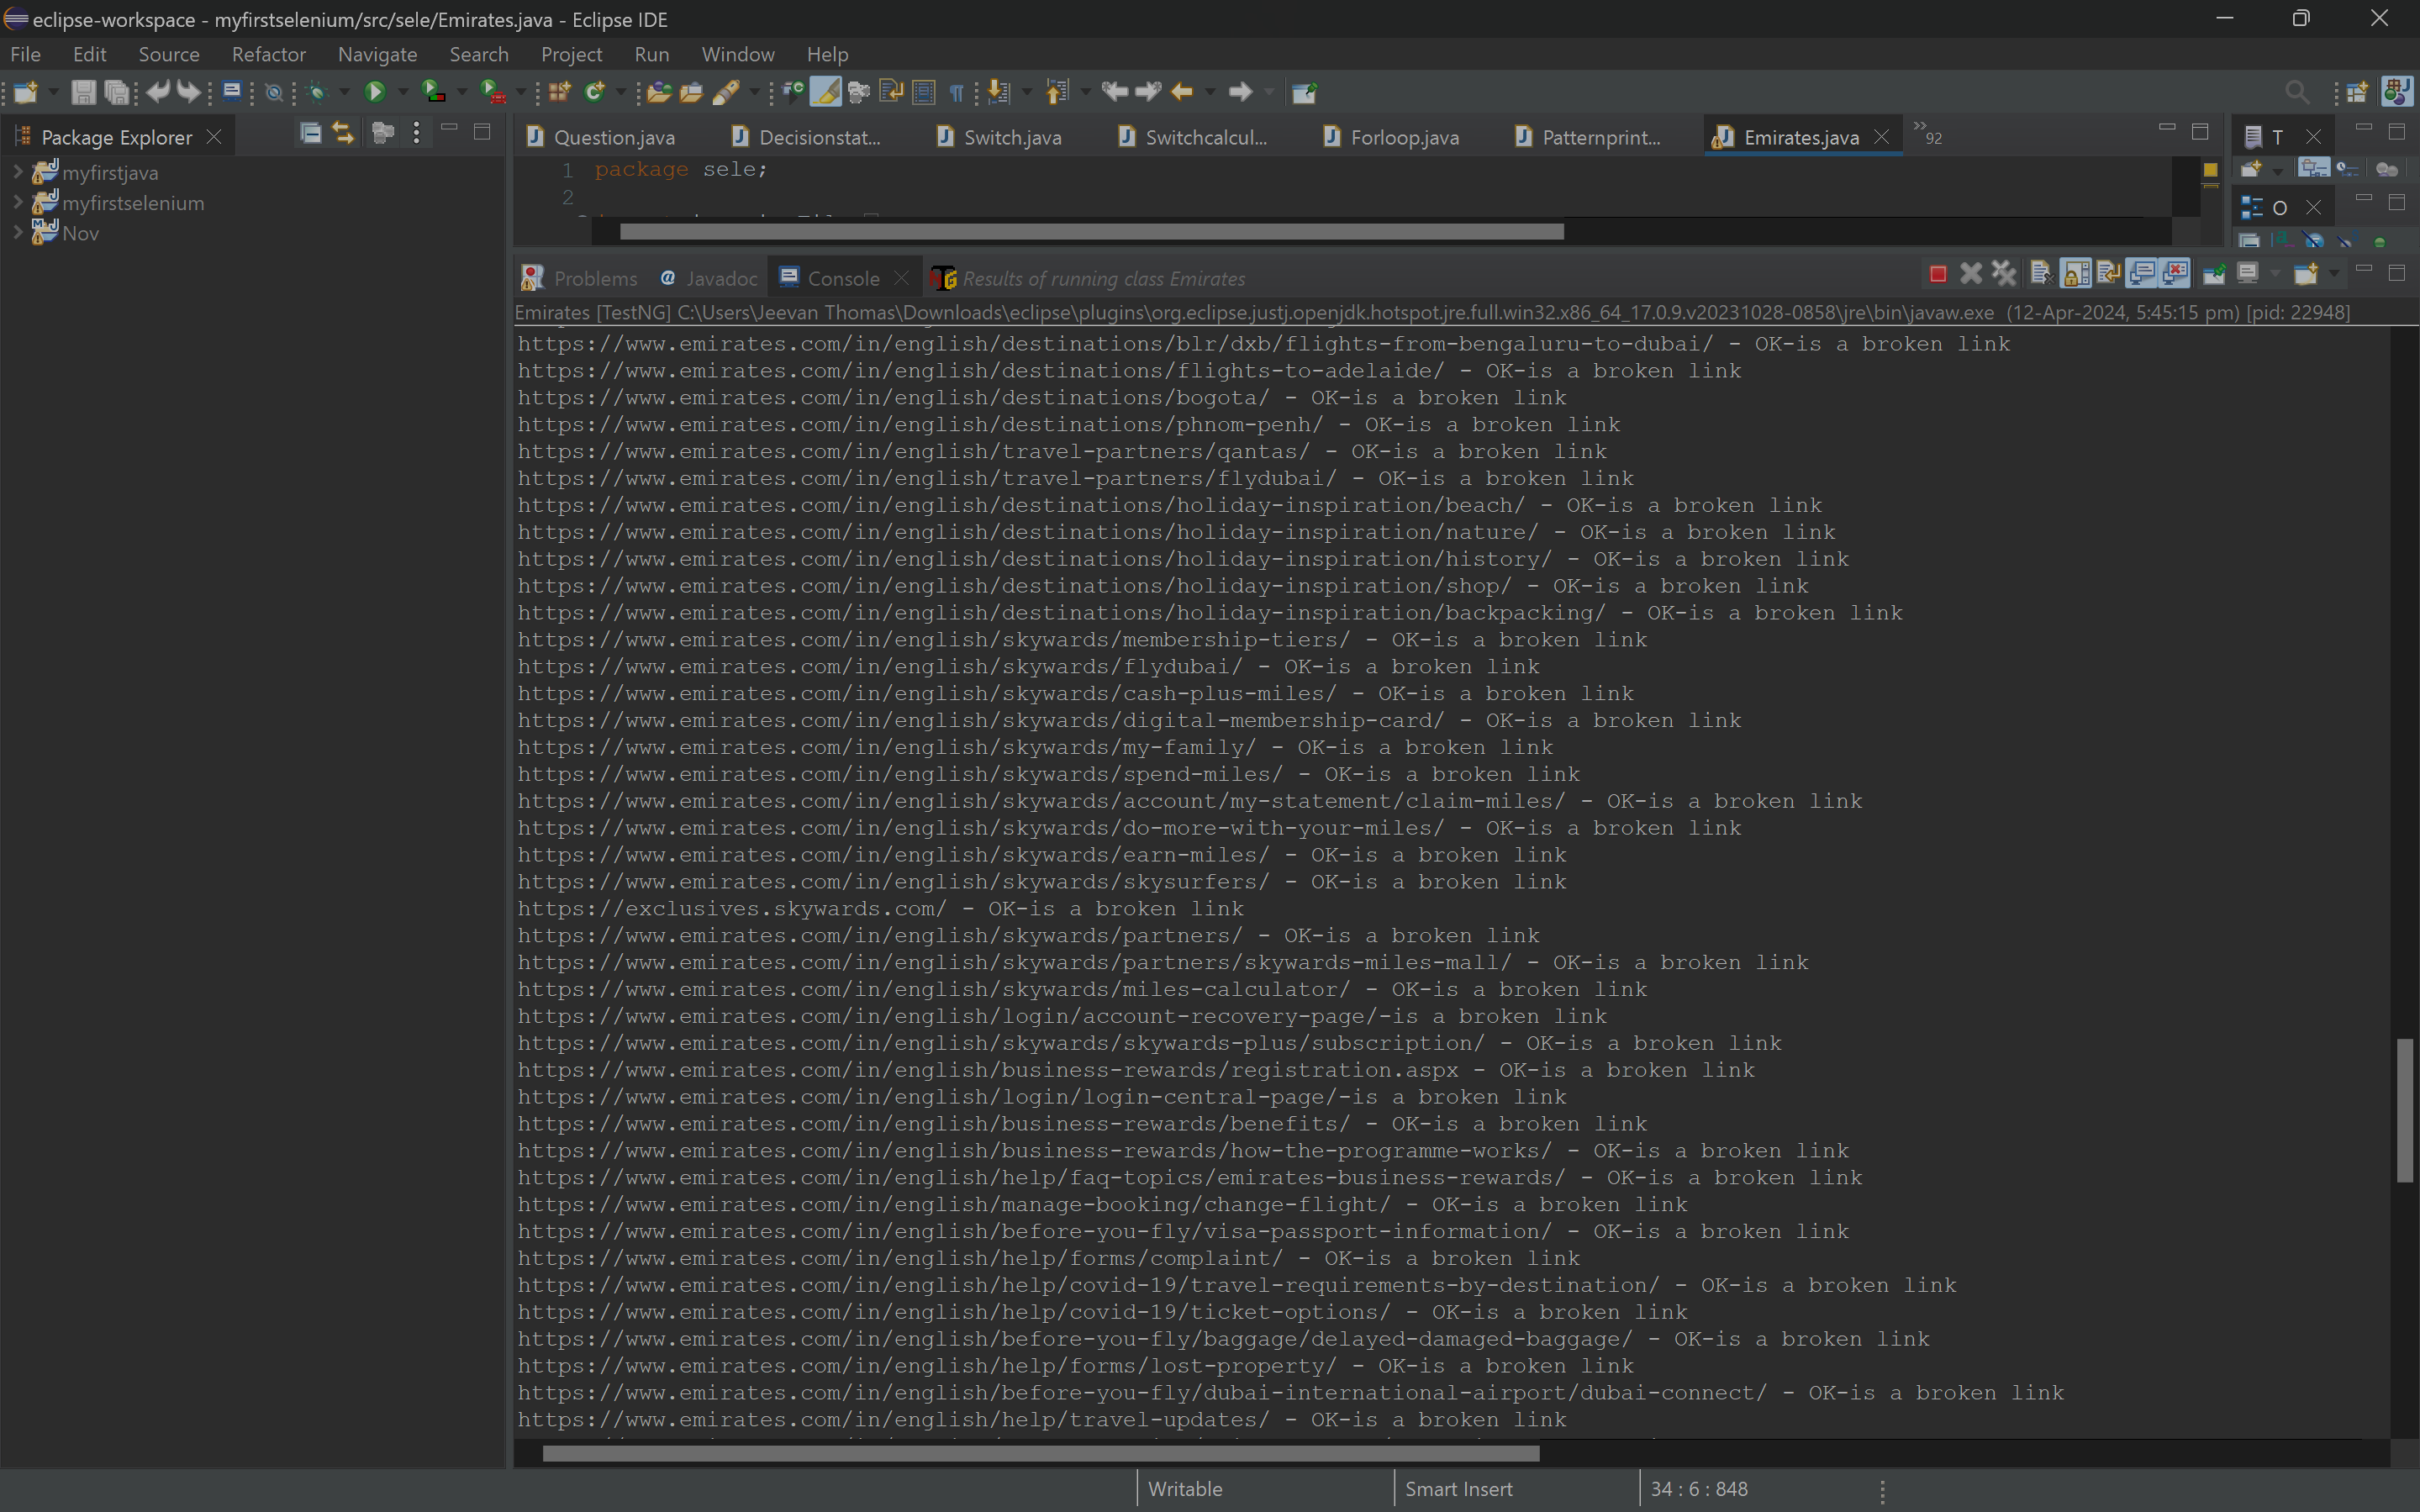 eclipse-workspace - myfirstselenium/src/sele/Emirates.java - Eclipse IDE
File Edit Source Refactor Navigate Search Project Run Window Help
Package Explorer
myfirstjava
myfirstselenium
Nov
Question.java Decisionstat... Switch.java Switchcalcul... Forloop.java Patternprint... Emirates.java »92
T
O
1 package sele;
2
Problems Javadoc Console Results of running class Emirates
Emirates [TestNG] C:\Users\Jeevan Thomas\Downloads\eclipse\plugins\org.eclipse.justj.openjdk.hotspot.jre.full.win32.x86_64_17.0.9.v20231028-0858\jre\bin\javaw.exe (12-Apr-2024, 5:45:15 pm) [pid: 22948]
https://www.emirates.com/in/english/destinations/blr/dxb/flights-from-bengaluru-to-dubai/ - OK-is a broken link
https://www.emirates.com/in/english/destinations/flights-to-adelaide/ - OK-is a broken link
https://www.emirates.com/in/english/destinations/bogota/ - OK-is a broken link
https://www.emirates.com/in/english/destinations/phnom-penh/ - OK-is a broken link
https://www.emirates.com/in/english/travel-partners/qantas/ - OK-is a broken link
https://www.emirates.com/in/english/travel-partners/flydubai/ - OK-is a broken link
https://www.emirates.com/in/english/destinations/holiday-inspiration/beach/ - OK-is a broken link
https://www.emirates.com/in/english/destinations/holiday-inspiration/nature/ - OK-is a broken link
https://www.emirates.com/in/english/destinations/holiday-inspiration/history/ - OK-is a broken link
https://www.emirates.com/in/english/destinations/holiday-inspiration/shop/ - OK-is a broken link
https://www.emirates.com/in/english/destinations/holiday-inspiration/backpacking/ - OK-is a broken link
https://www.emirates.com/in/english/skywards/membership-tiers/ - OK-is a broken link
https://www.emirates.com/in/english/skywards/flydubai/ - OK-is a broken link
https://www.emirates.com/in/english/skywards/cash-plus-miles/ - OK-is a broken link
https://www.emirates.com/in/english/skywards/digital-membership-card/ - OK-is a broken link
https://www.emirates.com/in/english/skywards/my-family/ - OK-is a broken link
https://www.emirates.com/in/english/skywards/spend-miles/ - OK-is a broken link
https://www.emirates.com/in/english/skywards/account/my-statement/claim-miles/ - OK-is a broken link
https://www.emirates.com/in/english/skywards/do-more-with-your-miles/ - OK-is a broken link
https://www.emirates.com/in/english/skywards/earn-miles/ - OK-is a broken link
https://www.emirates.com/in/english/skywards/skysurfers/ - OK-is a broken link
https://exclusives.skywards.com/ - OK-is a broken link
https://www.emirates.com/in/english/skywards/partners/ - OK-is a broken link
https://www.emirates.com/in/english/skywards/partners/skywards-miles-mall/ - OK-is a broken link
https://www.emirates.com/in/english/skywards/miles-calculator/ - OK-is a broken link
https://www.emirates.com/in/english/login/account-recovery-page/-is a broken link
https://www.emirates.com/in/english/skywards/skywards-plus/subscription/ - OK-is a broken link
https://www.emirates.com/in/english/business-rewards/registration.aspx - OK-is a broken link
https://www.emirates.com/in/english/login/login-central-page/-is a broken link
https://www.emirates.com/in/english/business-rewards/benefits/ - OK-is a broken link
https://www.emirates.com/in/english/business-rewards/how-the-programme-works/ - OK-is a broken link
https://www.emirates.com/in/english/help/faq-topics/emirates-business-rewards/ - OK-is a broken link
https://www.emirates.com/in/english/manage-booking/change-flight/ - OK-is a broken link
https://www.emirates.com/in/english/before-you-fly/visa-passport-information/ - OK-is a broken link
https://www.emirates.com/in/english/help/forms/complaint/ - OK-is a broken link
https://www.emirates.com/in/english/help/covid-19/travel-requirements-by-destination/ - OK-is a broken link
https://www.emirates.com/in/english/help/covid-19/ticket-options/ - OK-is a broken link
https://www.emirates.com/in/english/before-you-fly/baggage/delayed-damaged-baggage/ - OK-is a broken link
https://www.emirates.com/in/english/help/forms/lost-property/ - OK-is a broken link
https://www.emirates.com/in/english/before-you-fly/dubai-international-airport/dubai-connect/ - OK-is a broken link
https://www.emirates.com/in/english/help/travel-updates/ - OK-is a broken link
Writable Smart Insert 34 : 6 : 848